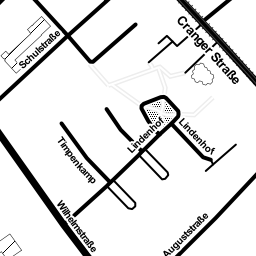 Cranger Straße
Schulstraße
Lindenhof
Lindenhof
Timpenkamp
Wilhelmstraße
Auguststraße